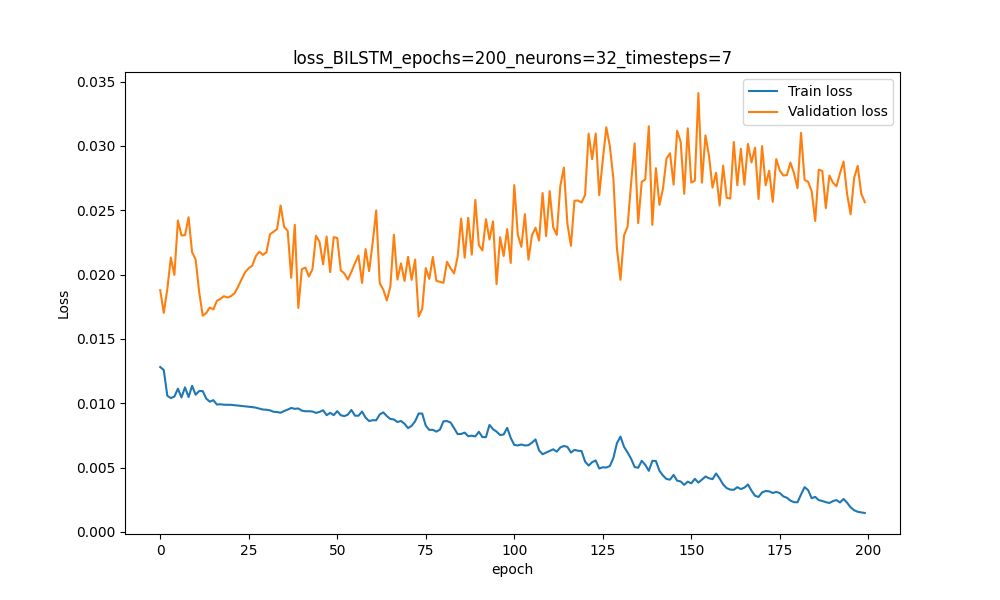 loss_BILSTM_epochs=200_neurons=32_timesteps=7
Train loss
Validation loss
0.035
0.030
0.025
0.020
0.015
0.010
0.005
0.000
Loss
0 25 50 75 100 125 150 175 200
epoch